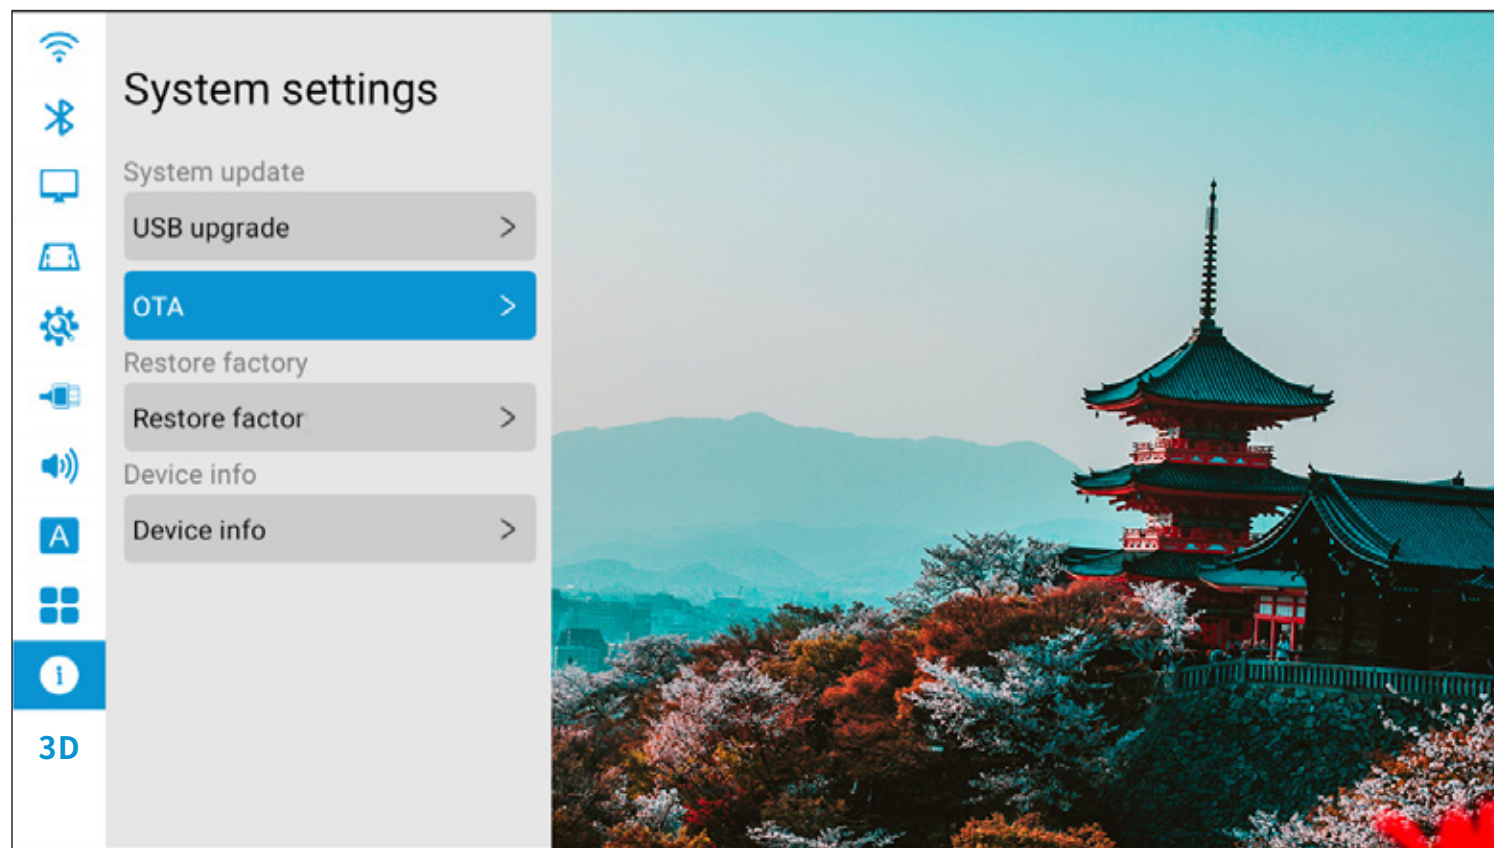 System settings
System update
USB upgrade
OTA
Restore factory
Restore factor
Device info
Device info
A
3D